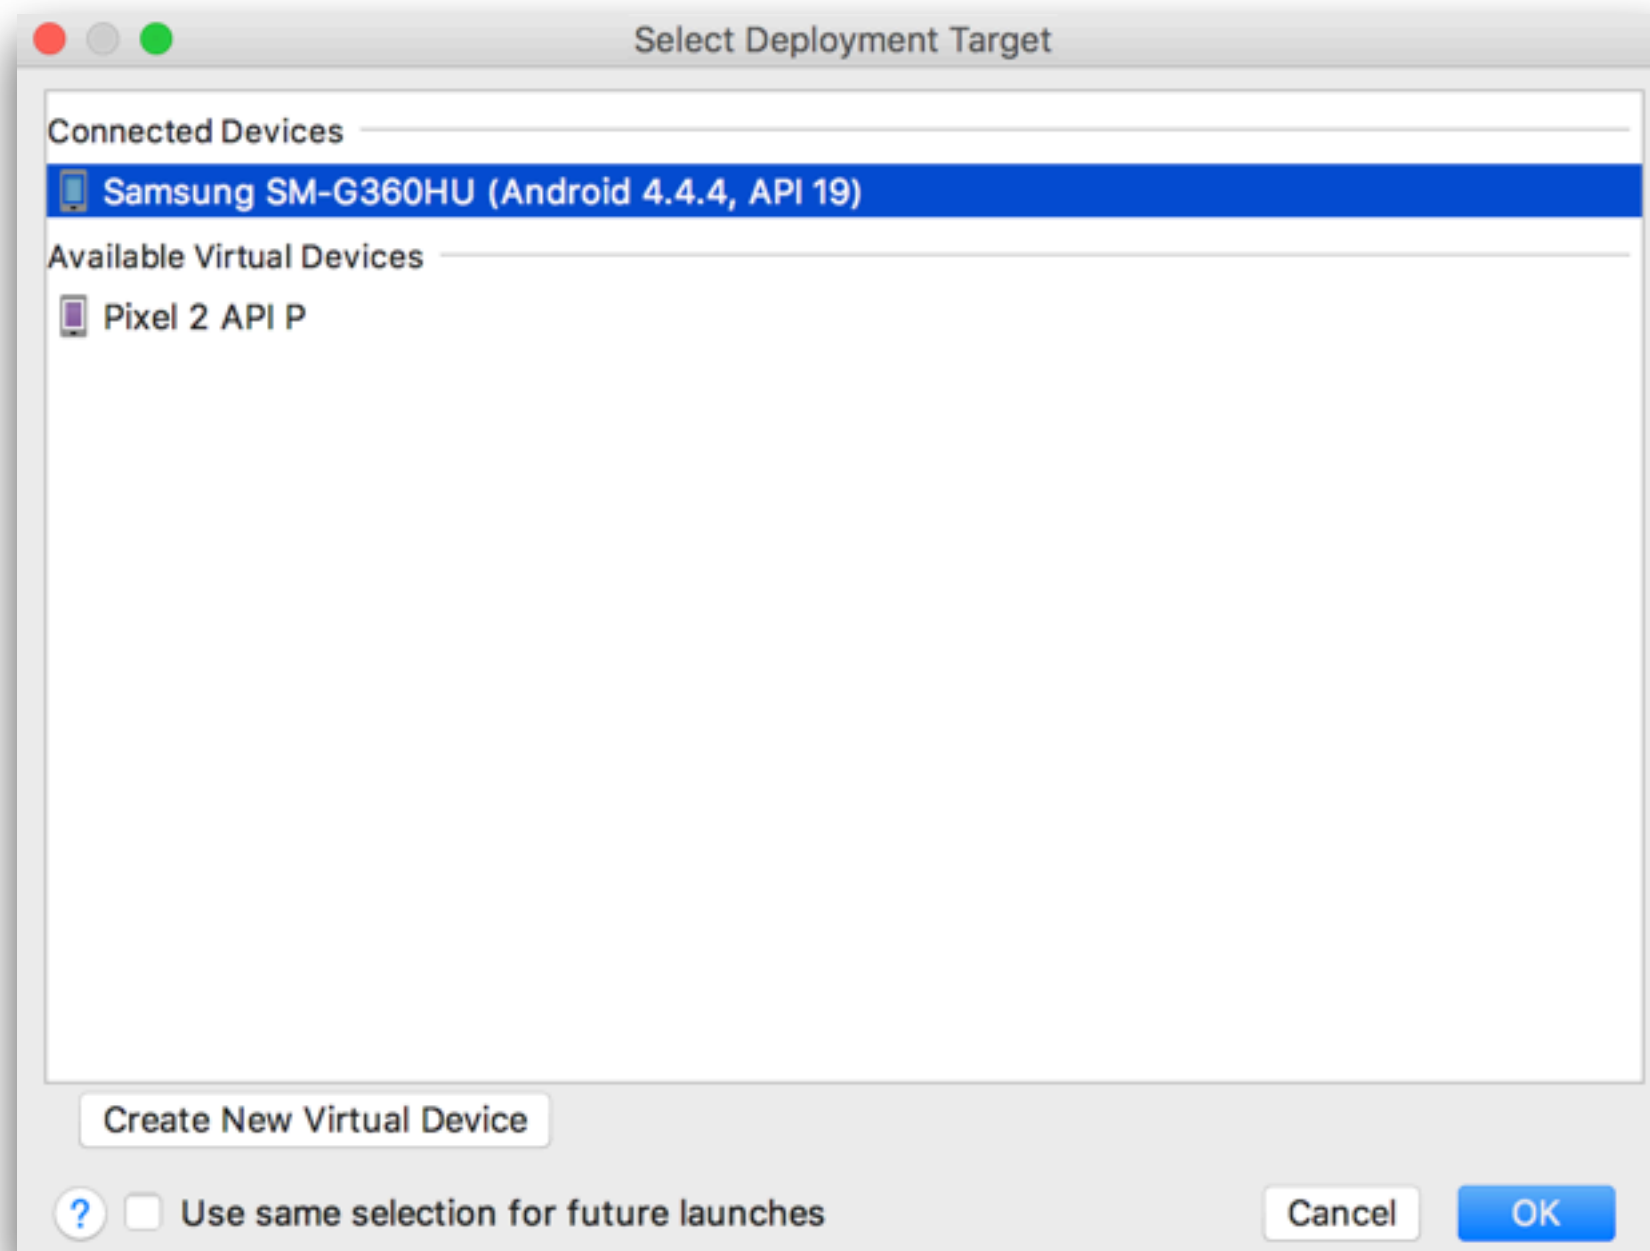 Select Deployment Target
Connected Devices
Samsung SM-G360HU (Android 4.4.4, API 19)
Available Virtual Devices
Pixel 2 API P
Create New Virtual Device
? Use same selection for future launches
Cancel OK